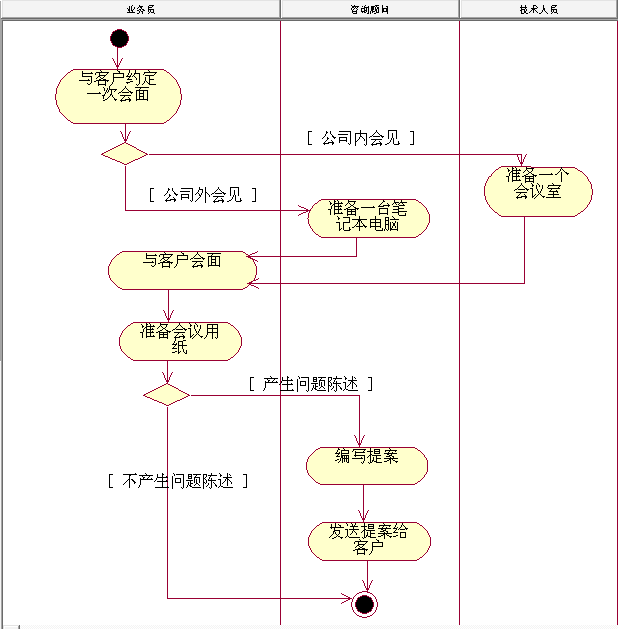 业务员
咨询顾问
技术人员
与客户约定
一次会面
[ 公司内会见 ]
准备一个
会议室
[ 公司外会见 ]
准备一台笔
记本电脑
与客户会面
准备会议用
纸
[ 产生问题陈述 ]
编写提案
[ 不产生问题陈述 ]
发送提案给
客户